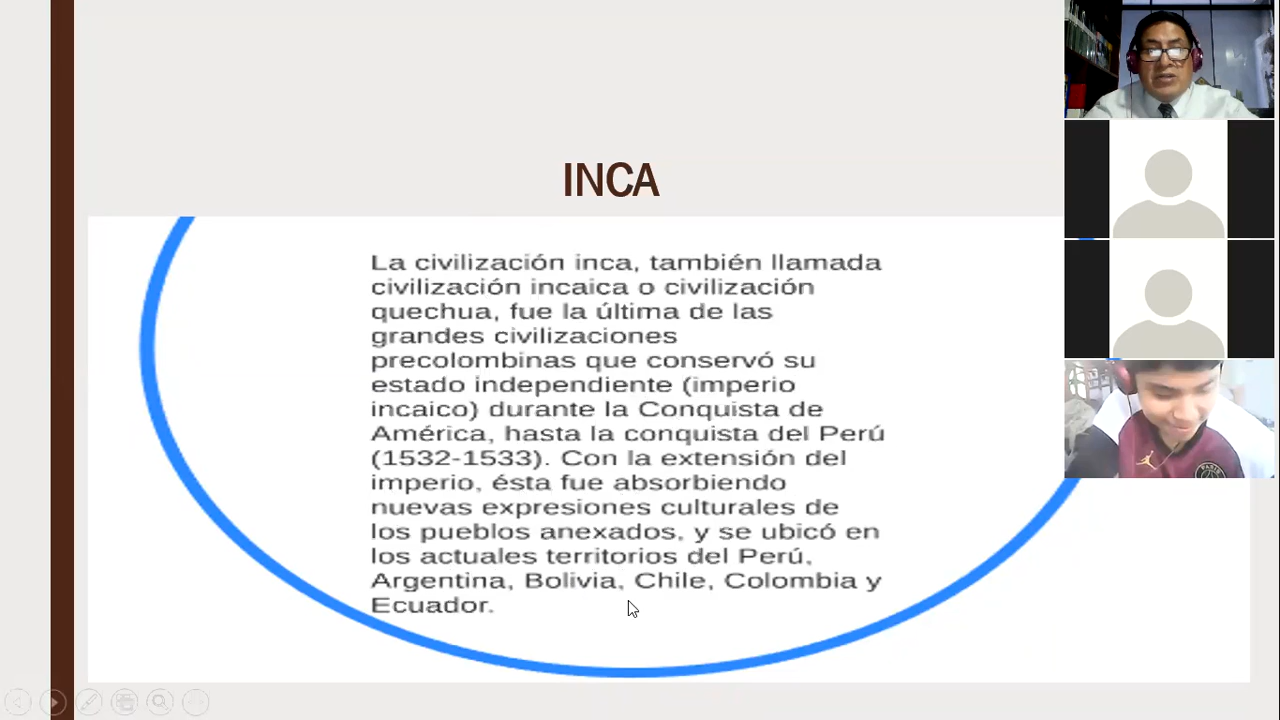 INCA
La civilización inca, también llamada
civilización incaica o civilización
quechua, fue la última de las
grandes civilizaciones
precolombinas que conservó su
estado independiente (imperio
incaico) durante la Conquista de
América, hasta la conquista del Perú
(1532-1533). Con la extensión del
imperio, ésta fue absorbiendo
nuevas expresiones culturales de
los pueblos anexados, y se ubicó en
los actuales territorios del Perú,
Argentina, Bolivia, Chile, Colombia y
Ecuador.
PARIS